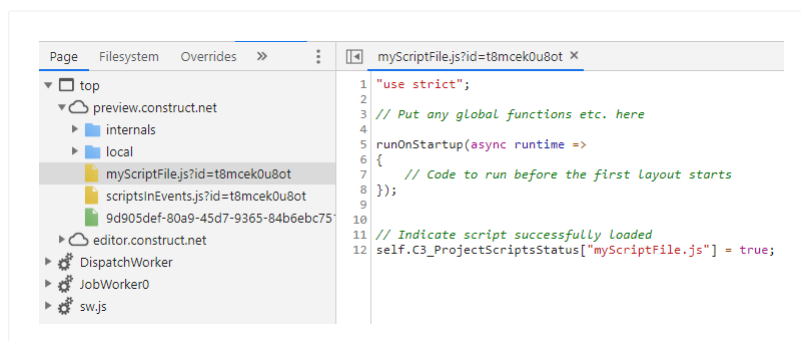 Page Filesystem Overrides »
top
preview.construct.net
internals
local
myScriptFile.js?id=t8mcek0u8ot
scriptsInEvents.js?id=t8mcek0u8ot
9d905def-80a9-45d7-9365-84b6ebc751
editor.construct.net
DispatchWorker
JobWorker0
sw.js
myScriptFile.js?id=t8mcek0u8ot ×
1 "use strict";
2
3 // Put any global functions etc. here
4
5 runOnStartup(async runtime =>
6 {
7 // Code to run before the first layout starts
8 });
9
10
11 // Indicate script successfully loaded
12 self.C3_ProjectScriptsStatus["myScriptFile.js"] = true;